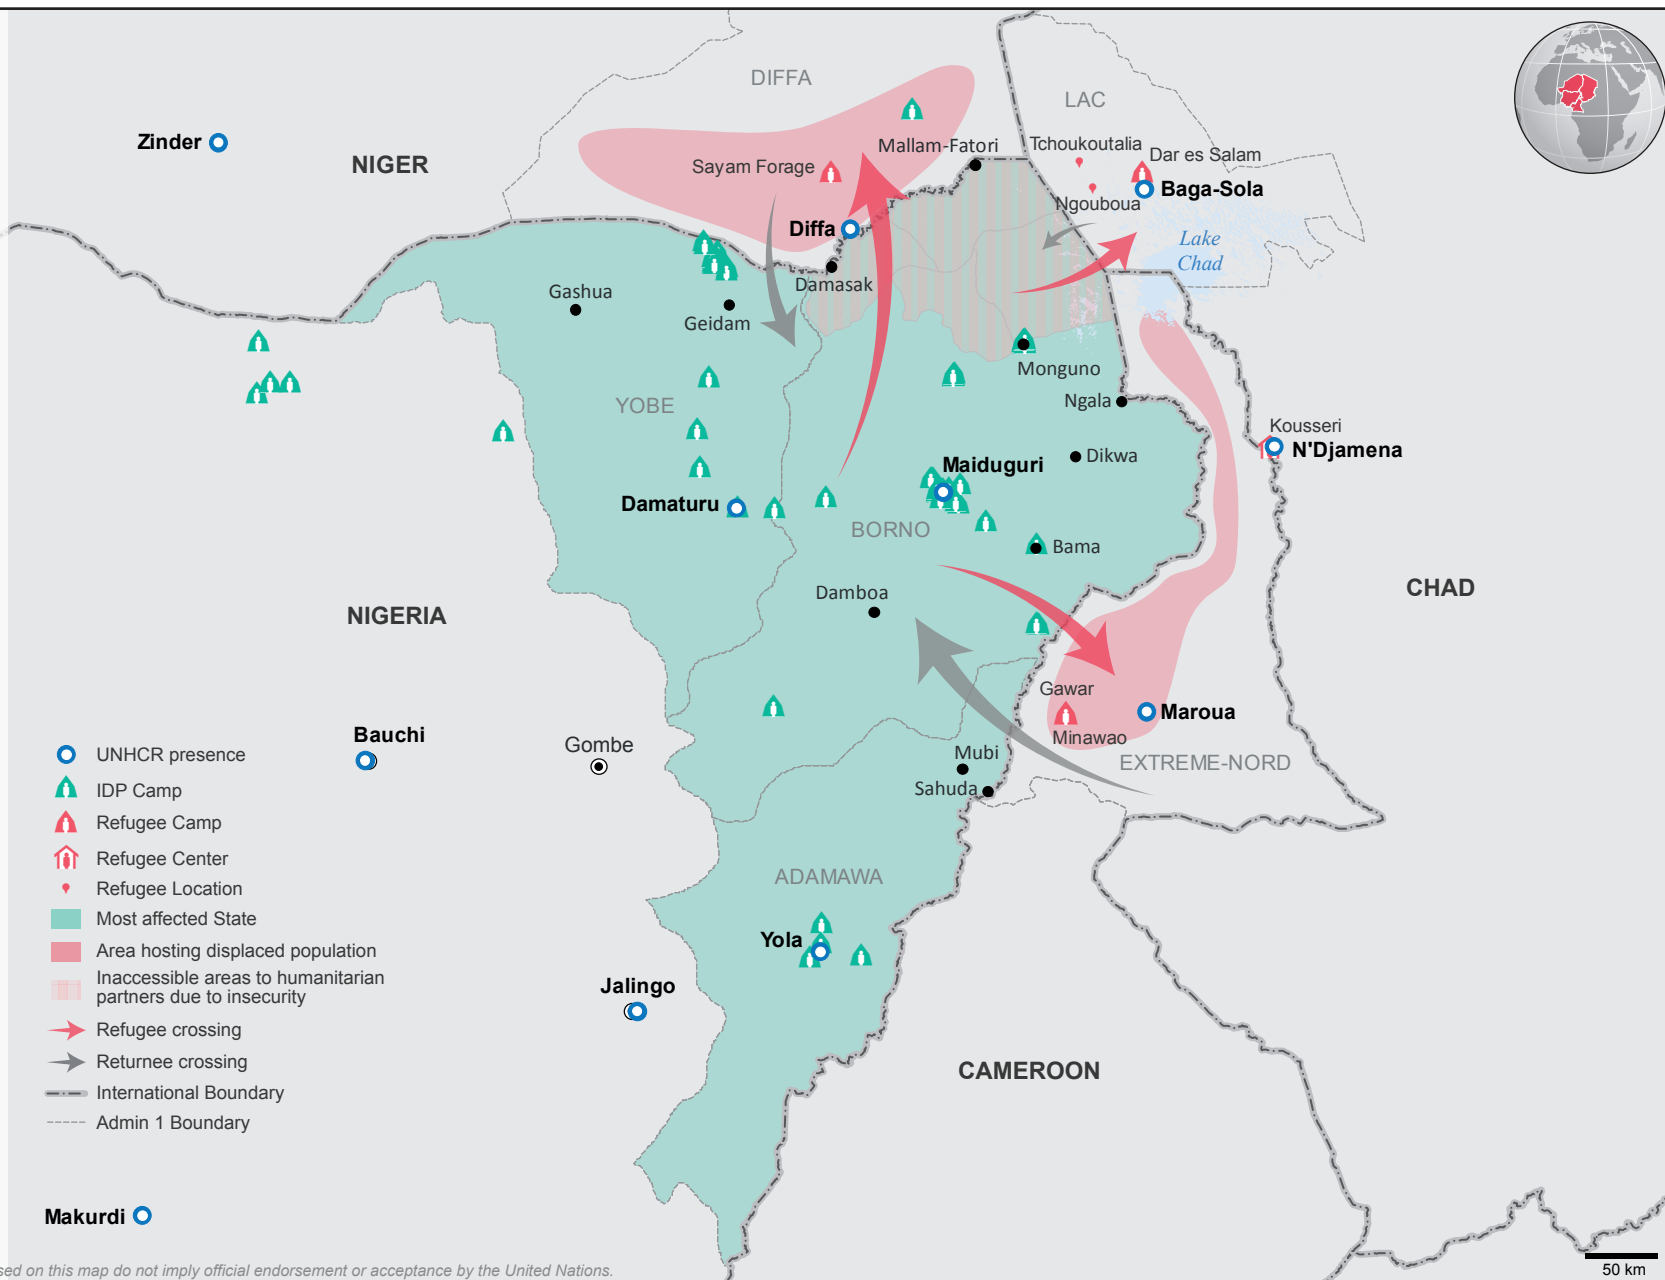 DIFFA
LAC
Zinder
NIGER
Mallam-Fatori
Tchoukoutalia
Dar es Salam
Sayam Forage
Baga-Sola
Ngouboua
Diffa
Lake
Chad
Damasak
Gashua
Geidam
Monguno
Ngala
YOBE
Kousseri
N'Djamena
Maiduguri
Dikwa
Damaturu
BORNO
Bama
CHAD
Damboa
NIGERIA
Gawar
Maroua
Minawao
Bauchi
Gombe
Mubi
EXTREME-NORD
Sahuda
ADAMAWA
Yola
Jalingo
CAMEROON
UNHCR presence
IDP Camp
Refugee Camp
Refugee Center
Refugee Location
Most affected State
Area hosting displaced population
Inaccessible areas to humanitarian
partners due to insecurity
Refugee crossing
Returnee crossing
International Boundary
Admin 1 Boundary
Makurdi
sed on this map do not imply official endorsement or acceptance by the United Nations.
50 km